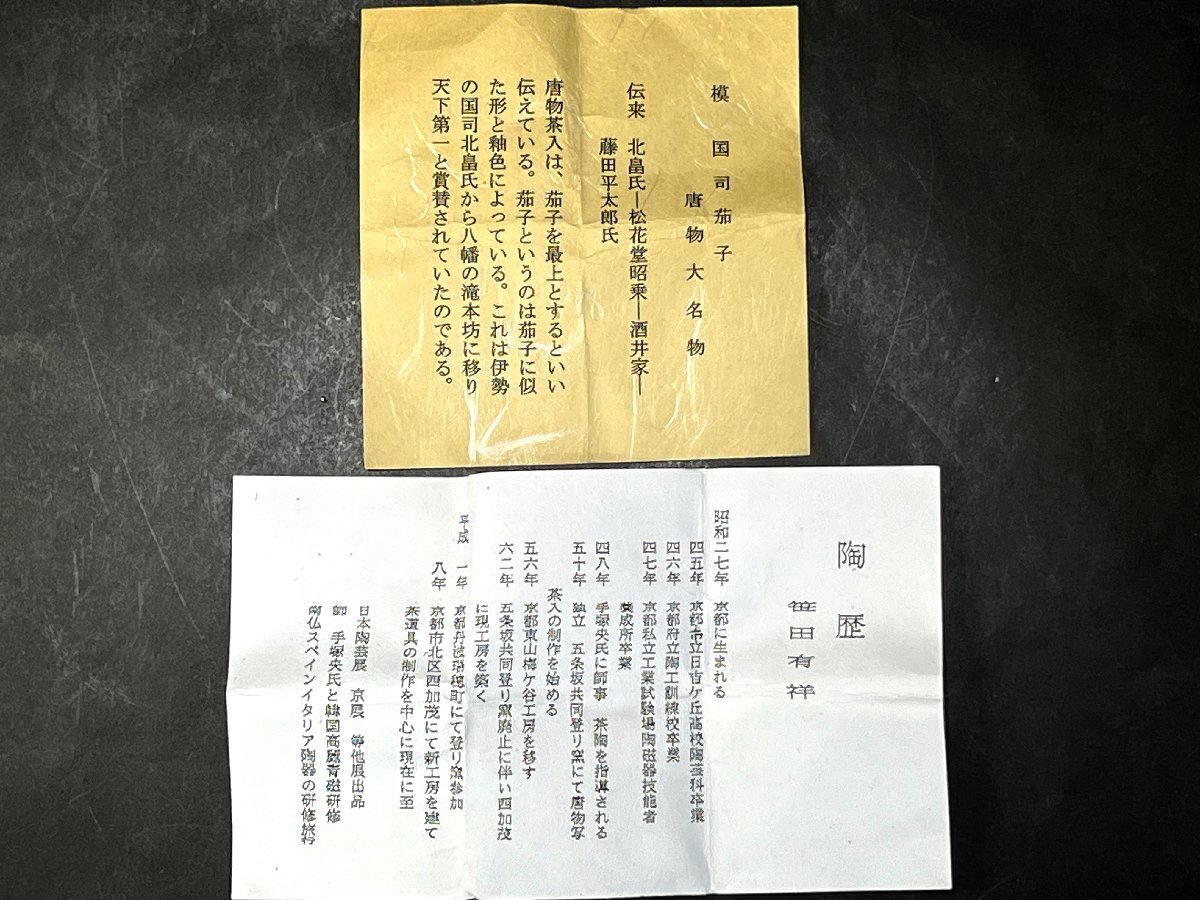 模 国司茄子
唐物大名物
伝来 北畠氏―松花堂昭乗―酒井家―
藤田平太郎氏
唐物茶入は、茄子を最上とするといい
伝えている。茄子というのは茄子に似
た形と釉色によっている。これは伊勢
の国司北畠氏から八幡の滝本坊に移り
天下第一と賞賛されていたのである。
陶歴
笹田有祥
昭和二七年 京都に生まれる
四五年 京都市立日吉ケ丘高校陶芸科卒業
四六年 京都府立陶工訓練校卒業
四七年 京都私立工業試験場陶磁器技能者
養成所卒業
四八年 手塚央氏に師事 茶陶を指導される
五十年 独立 五条坂共同登り窯にて唐物写
茶入の制作を始める
五六年 京都東山梅ケ谷工房を移す
六二年 五条坂共同登り窯廃止に伴い西加茂
に現工房を築く
平成 一年 京都丹波瑞穂町にて登り窯参加
八年 京都市北区西加茂にて新工房を建て
茶道具の制作を中心に現在に至
日本陶芸展 京展 等他展出品
師 手塚央氏と韓国高麗青磁研修
南仏スペインイタリア陶器の研修旅行